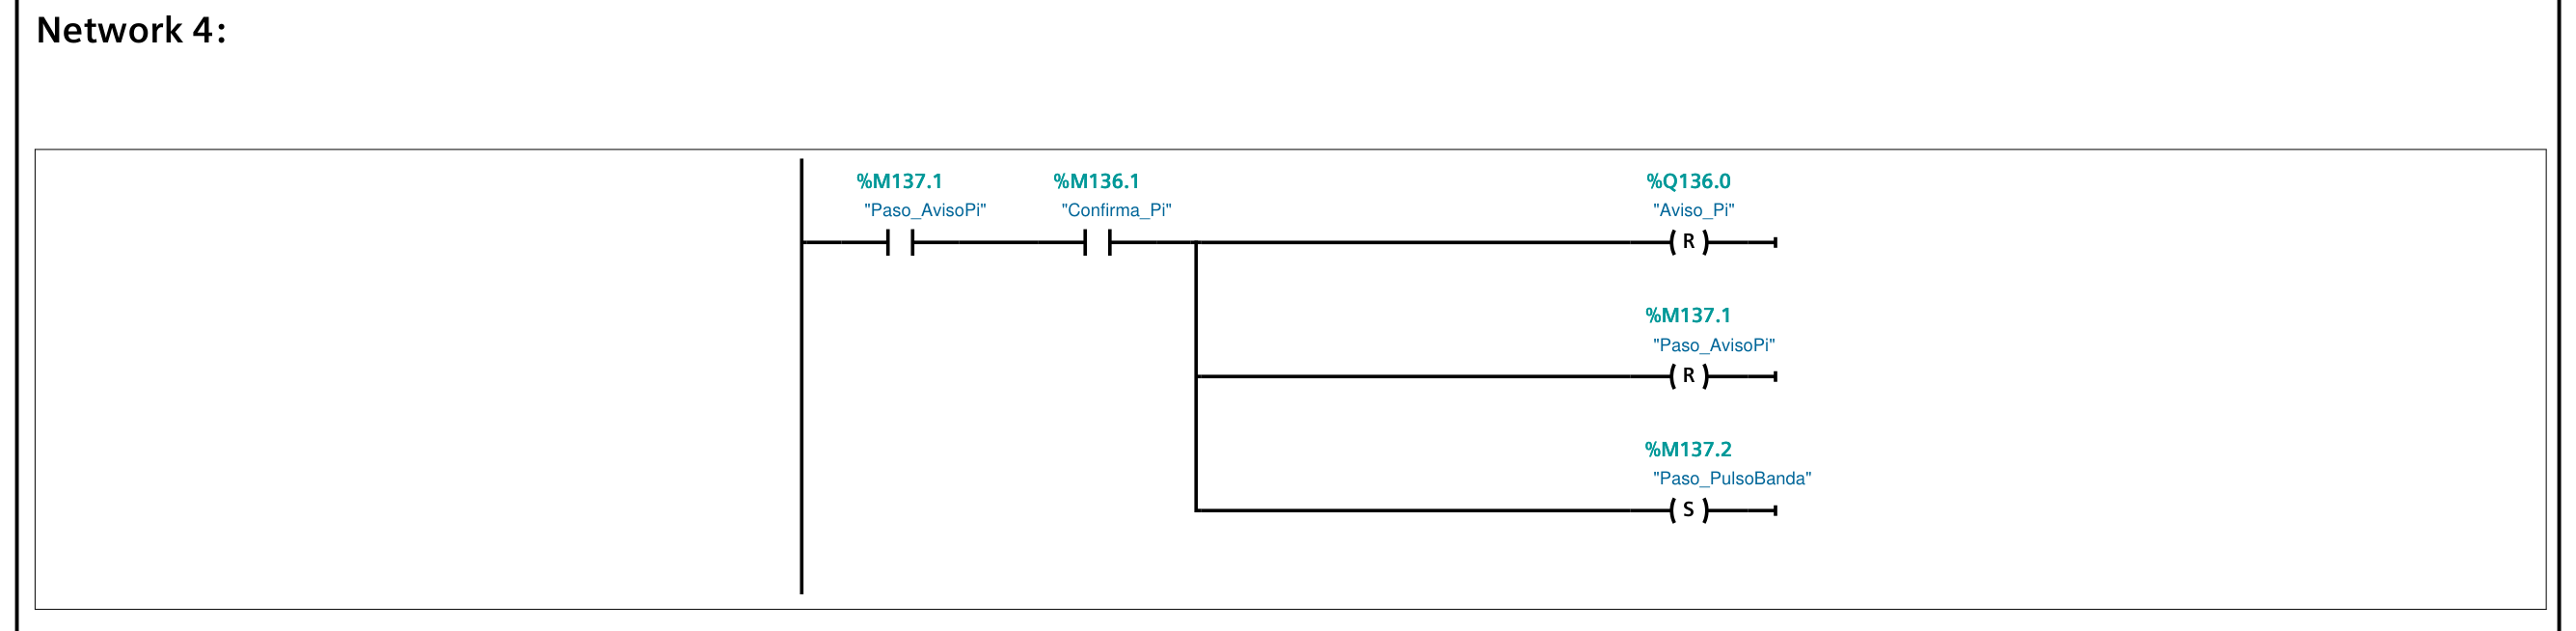 Network 4:
%M137.1 %M136.1 %Q136.0
"Paso_AvisoPi" "Confirma_Pi" "Aviso_Pi"
R
%M137.1
"Paso_AvisoPi"
R
%M137.2
"Paso_PulsoBanda"
S